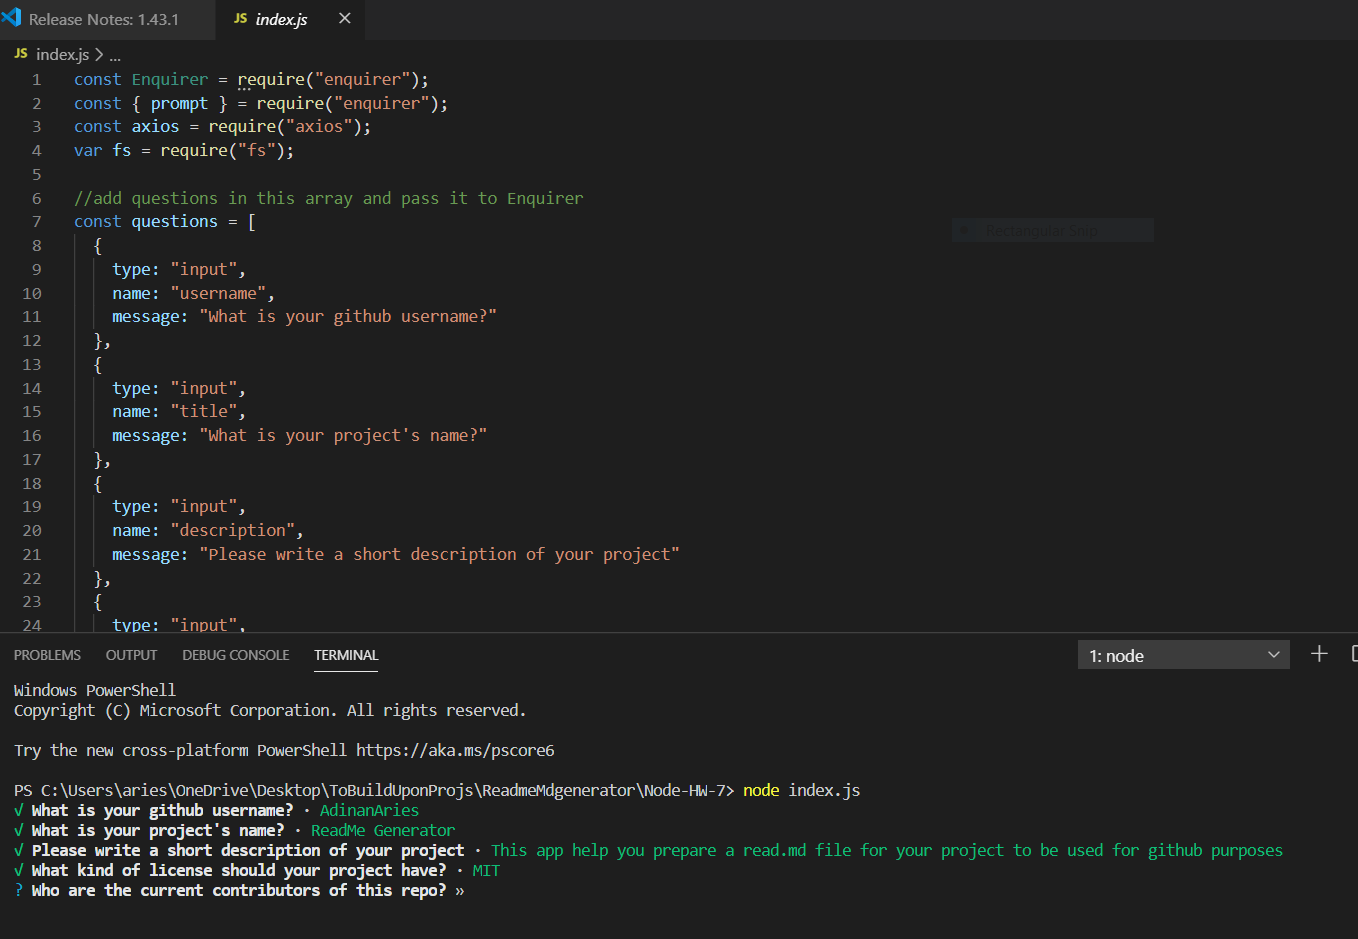 Release Notes: 1.43.1
JS index.js ×
JS index.js > ...
1 const Enquirer = require("enquirer");
2 const { prompt } = require("enquirer");
3 const axios = require("axios");
4 var fs = require("fs");
5
6 //add questions in this array and pass it to Enquirer
7 const questions = [
8 {
9 type: "input",
10 name: "username",
11 message: "What is your github username?"
12 },
13 {
14 type: "input",
15 name: "title",
16 message: "What is your project's name?"
17 },
18 {
19 type: "input",
20 name: "description",
21 message: "Please write a short description of your project"
22 },
23 {
24 type: "input",
Rectangular Snip
PROBLEMS OUTPUT DEBUG CONSOLE TERMINAL 1: node
Windows PowerShell
Copyright (C) Microsoft Corporation. All rights reserved.
Try the new cross-platform PowerShell https://aka.ms/pscore6
PS C:\Users\aries\OneDrive\Desktop\ToBuildUponProjs\ReadmeMdgenerator\Node-HW-7> node index.js
√ What is your github username? · AdinanAries
√ What is your project's name? · ReadMe Generator
√ Please write a short description of your project · This app help you prepare a read.md file for your project to be used for github purposes
√ What kind of license should your project have? · MIT
? Who are the current contributors of this repo? »